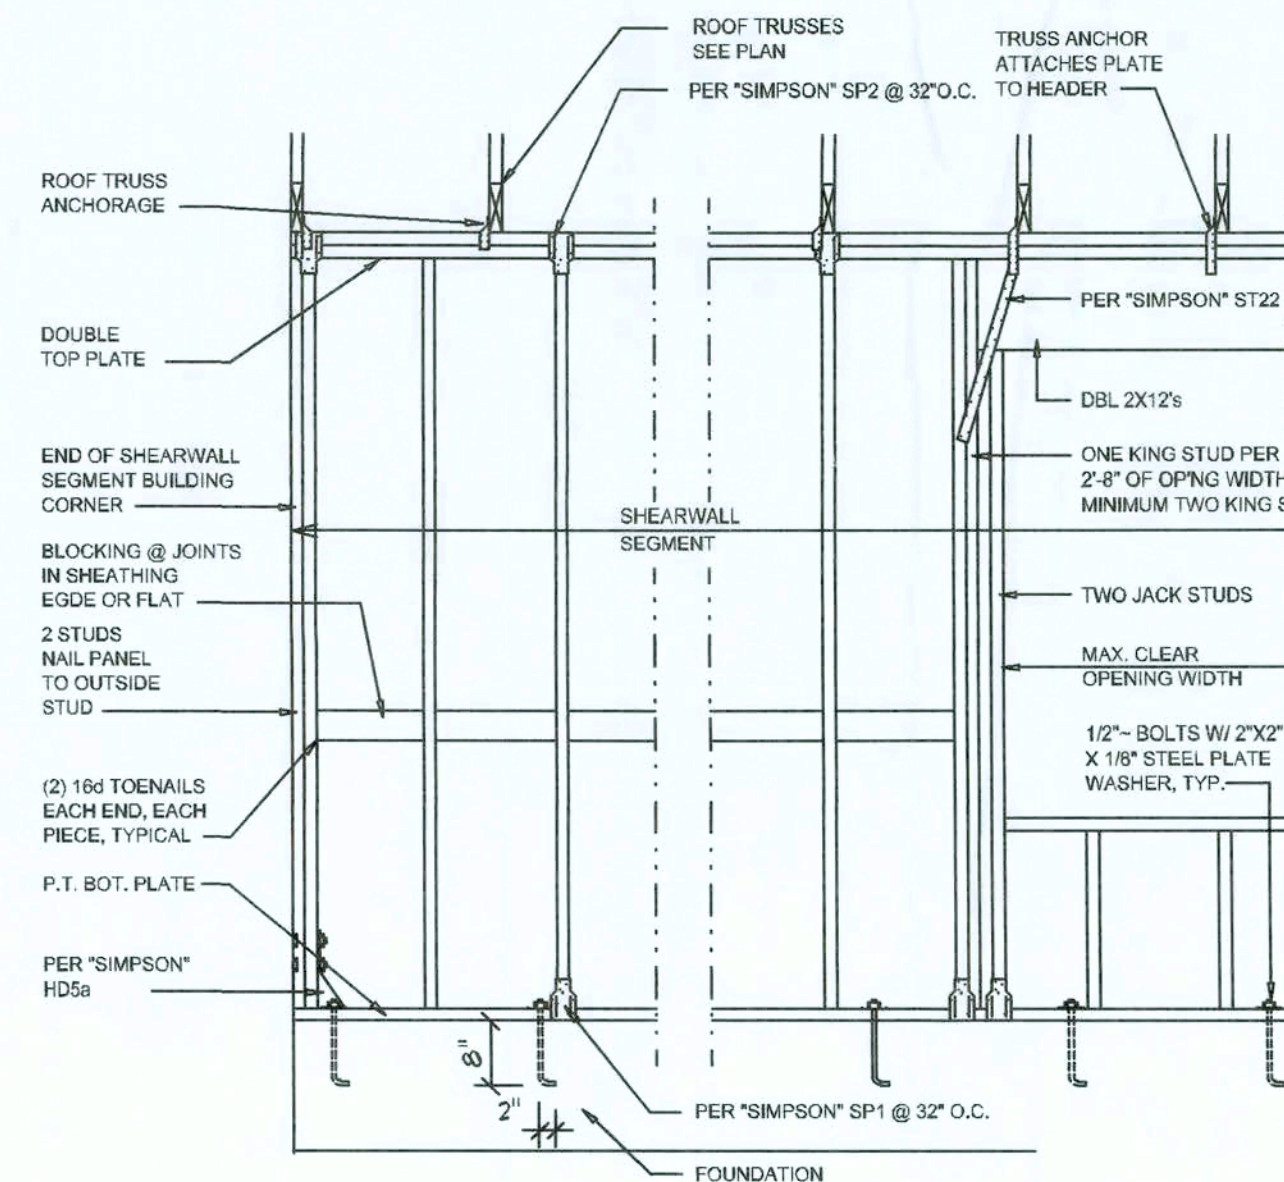 ROOF TRUSSES
SEE PLAN
PER "SIMPSON" SP2 @ 32"O.C.
TRUSS ANCHOR
ATTACHES PLATE
TO HEADER
ROOF TRUSS
ANCHORAGE
DOUBLE
TOP PLATE
PER "SIMPSON" ST22
DBL 2X12's
END OF SHEARWALL
SEGMENT BUILDING
CORNER
ONE KING STUD PER
2'-8" OF OP'NG WIDTH
MINIMUM TWO KING S
SHEARWALL
SEGMENT
BLOCKING @ JOINTS
IN SHEATHING
EGDE OR FLAT
2 STUDS
NAIL PANEL
TO OUTSIDE
STUD
TWO JACK STUDS
MAX. CLEAR
OPENING WIDTH
1/2"~ BOLTS W/ 2"X2"
X 1/8" STEEL PLATE
WASHER, TYP.
(2) 16d TOENAILS
EACH END, EACH
PIECE, TYPICAL
P.T. BOT. PLATE
PER "SIMPSON"
HD5a
8"
2"
PER "SIMPSON" SP1 @ 32" O.C.
FOUNDATION